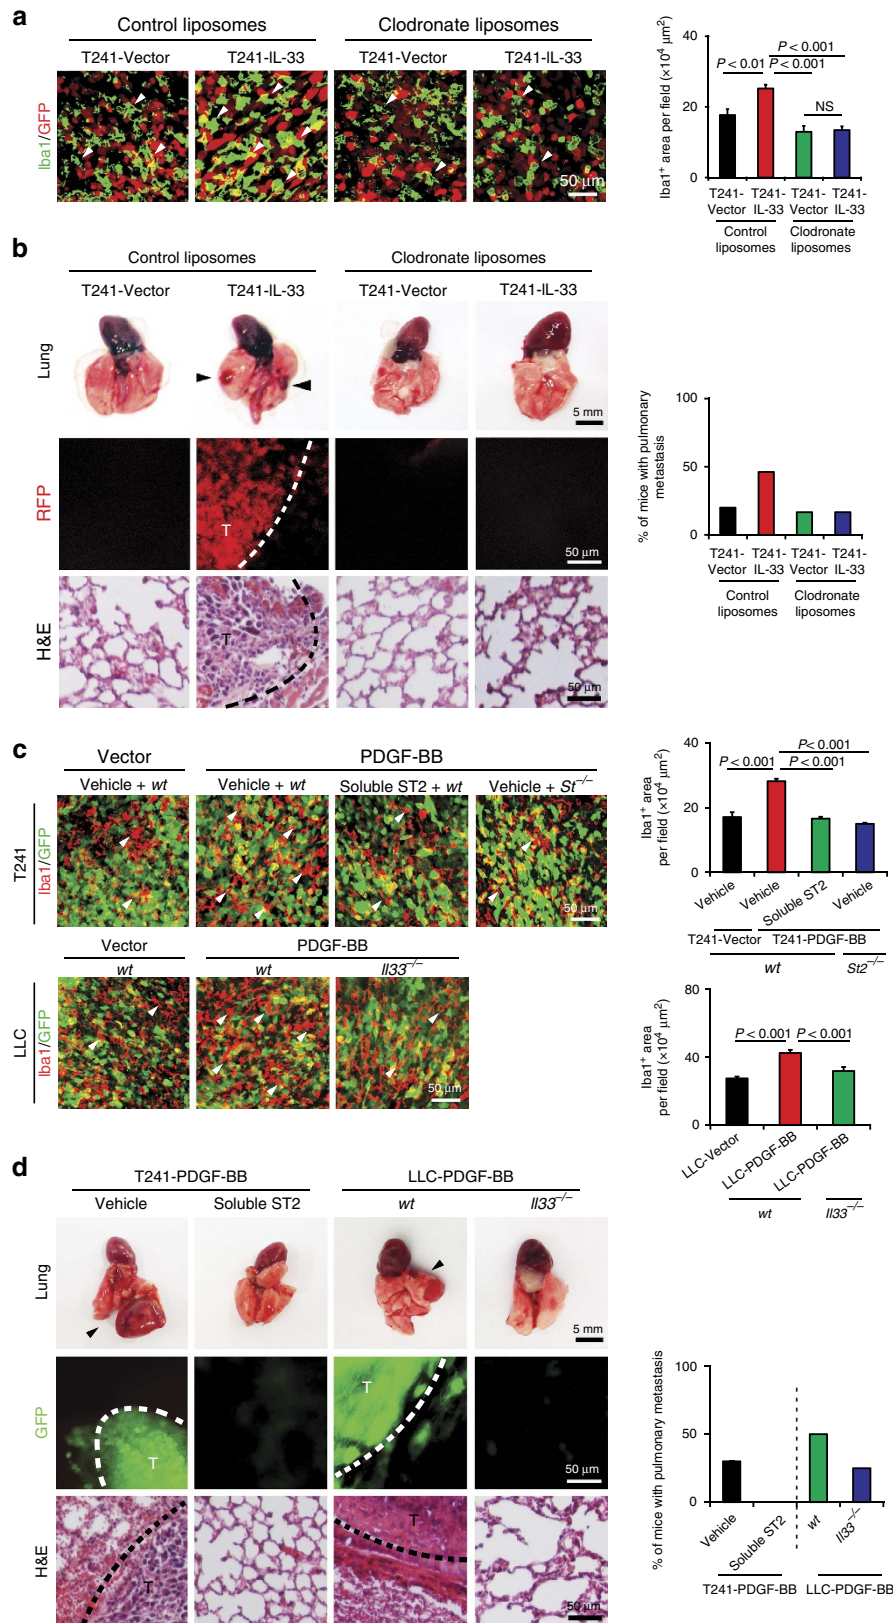 a
Control liposomes
Clodronate liposomes
T241-Vector
T241-IL-33
T241-Vector
T241-IL-33
Iba1/GFP
50 μm
Iba1⁺ area per field (×10⁴ μm²)
40
20
0
P < 0.001
P < 0.01
P < 0.001
NS
T241-Vector
T241-IL-33
T241-Vector
T241-IL-33
Control liposomes
Clodronate liposomes
b
Control liposomes
Clodronate liposomes
T241-Vector
T241-IL-33
T241-Vector
T241-IL-33
Lung
5 mm
RFP
T
50 μm
H&E
T
50 μm
% of mice with pulmonary metastasis
100
50
0
T241-Vector
T241-IL-33
T241-Vector
T241-IL-33
Control liposomes
Clodronate liposomes
c
Vector
PDGF-BB
Vehicle + wt
Vehicle + wt
Soluble ST2 + wt
Vehicle + St⁻/⁻
T241
Iba1/GFP
50 μm
Iba1⁺ area per field (×10⁴ μm²)
40
20
0
P < 0.001
P < 0.001
P < 0.001
Vehicle
Vehicle
Soluble ST2
Vehicle
T241-Vector
T241-PDGF-BB
wt
St2⁻/⁻
Vector
PDGF-BB
wt
wt
Il33⁻/⁻
LLC
Iba1/GFP
50 μm
Iba1⁺ area per field (×10⁴ μm²)
80
40
0
P < 0.001
P < 0.001
LLC-Vector
LLC-PDGF-BB
LLC-PDGF-BB
wt
Il33⁻/⁻
d
T241-PDGF-BB
LLC-PDGF-BB
Vehicle
Soluble ST2
wt
Il33⁻/⁻
Lung
5 mm
GFP
T
T
50 μm
H&E
T
T
50 μm
% of mice with pulmonary metastasis
100
50
0
Vehicle
Soluble ST2
wt
Il33⁻/⁻
T241-PDGF-BB
LLC-PDGF-BB